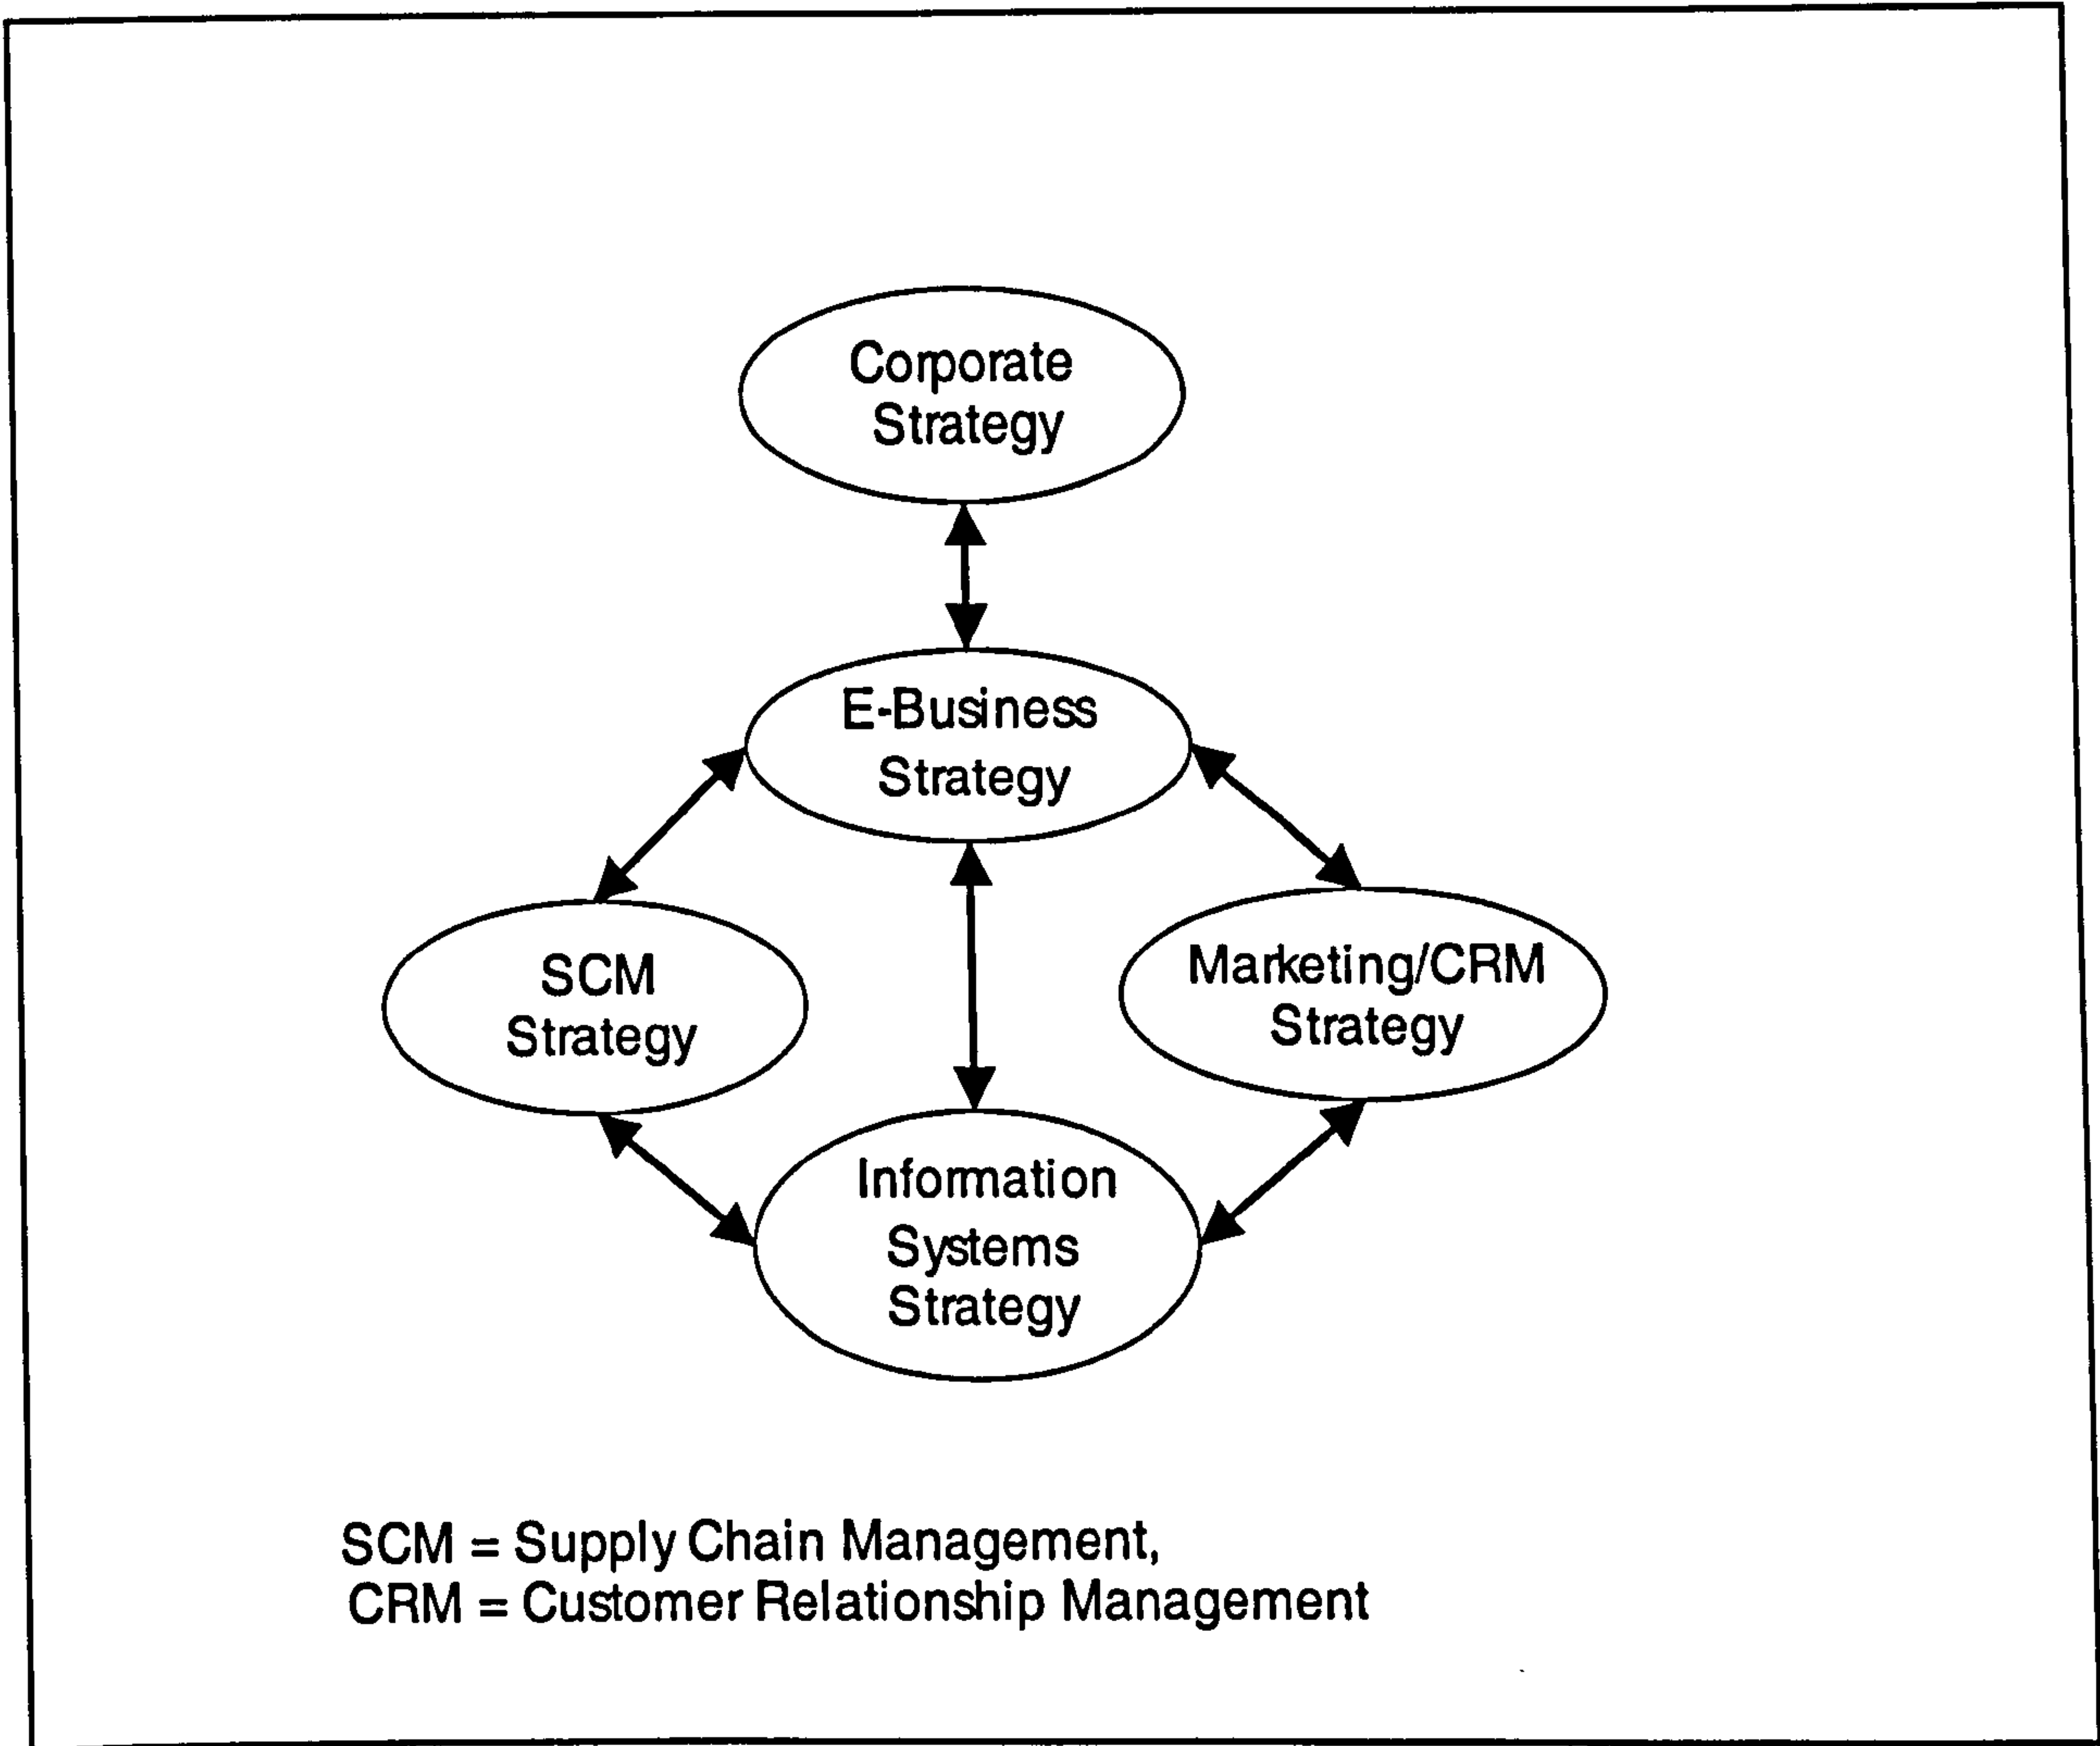 Corporate
Strategy
E-Business
Strategy
SCM
Strategy
Marketing/CRM
Strategy
Information
Systems
Strategy
SCM = Supply Chain Management,
CRM = Customer Relationship Management